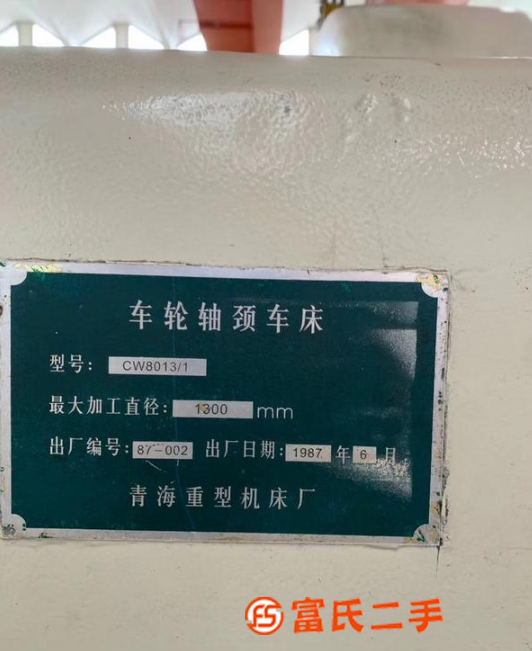 车轮轴颈车床
型号: CW8013/1
最大加工直径: 1300 mm
出厂编号: 87-002 出厂日期: 1987 年 6 月
青海重型机床厂
富氏二手